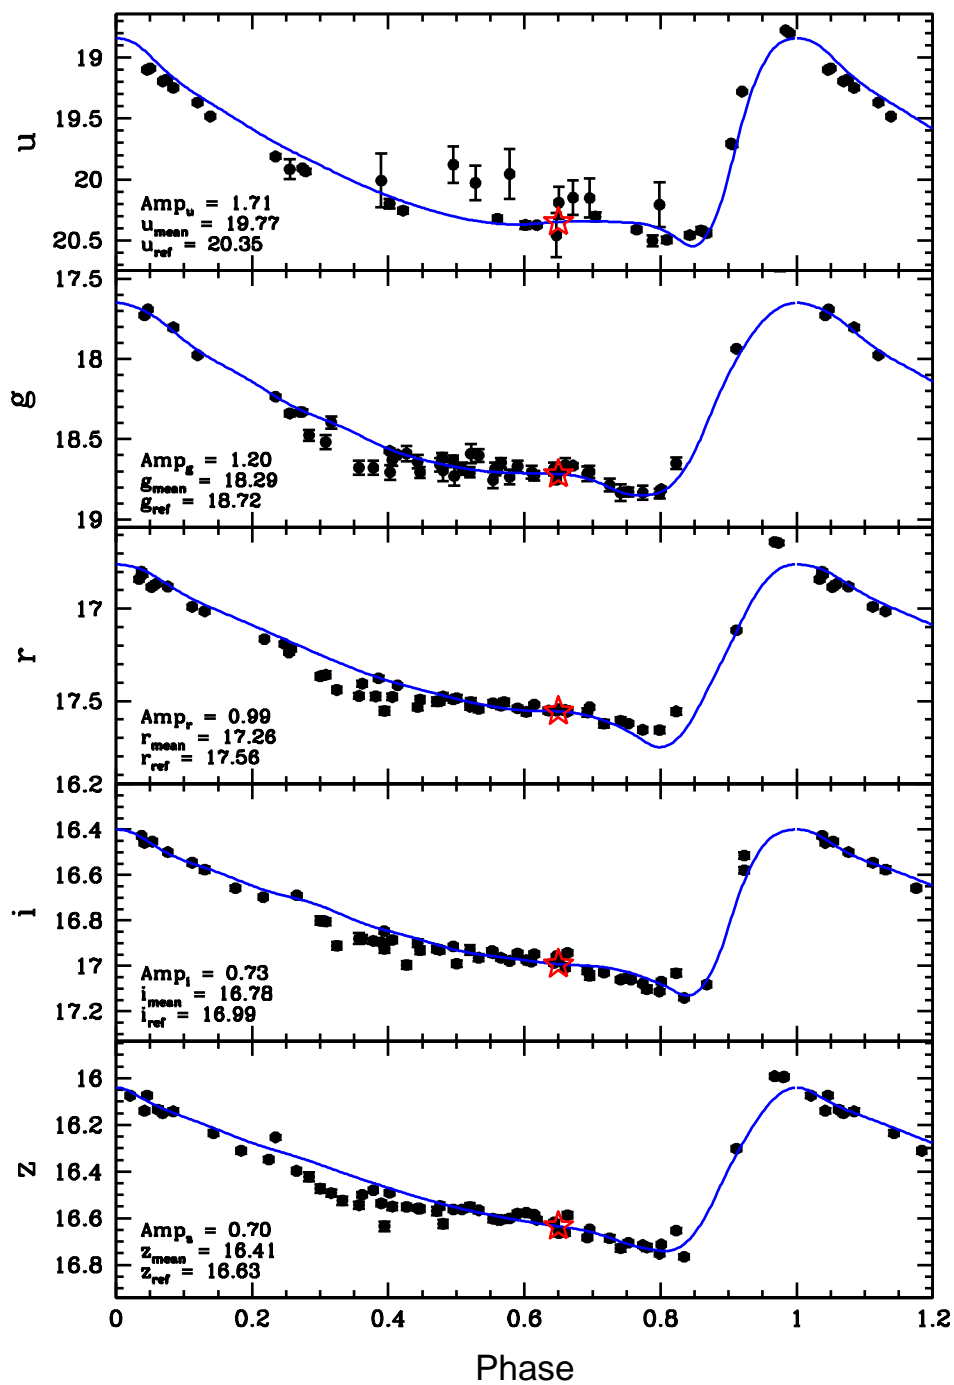 19
19.5
20
20.5
u
Amp_u = 1.71
u_mean = 19.77
u_ref = 20.35
17.5
18
18.5
19
g
Amp_g = 1.20
g_mean = 18.29
g_ref = 18.72
17
17.5
r
Amp_r = 0.99
r_mean = 17.26
r_ref = 17.56
16.2
16.4
16.6
16.8
17
17.2
i
Amp_i = 0.73
i_mean = 16.78
i_ref = 16.99
16
16.2
16.4
16.6
16.8
z
Amp_z = 0.70
z_mean = 16.41
z_ref = 16.63
0 0.2 0.4 0.6 0.8 1 1.2
Phase